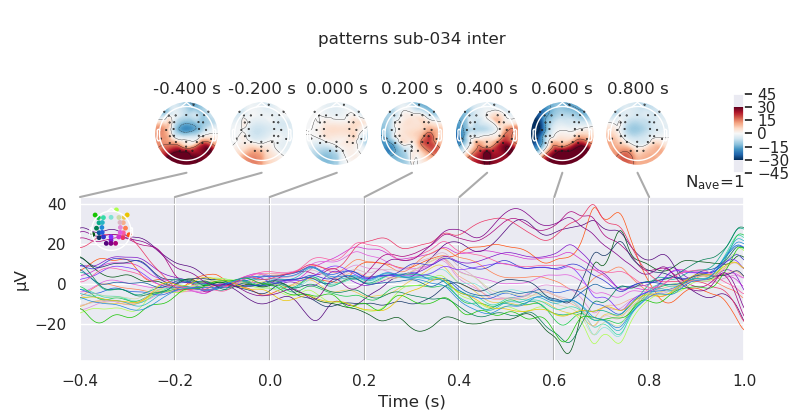 patterns sub-034 inter
-0.400 s -0.200 s 0.000 s 0.200 s 0.400 s 0.600 s 0.800 s
45
30
15
0
−15
−30
−45
Nave=1
40
20
0
−20
µV
−0.4 −0.2 0.0 0.2 0.4 0.6 0.8 1.0
Time (s)